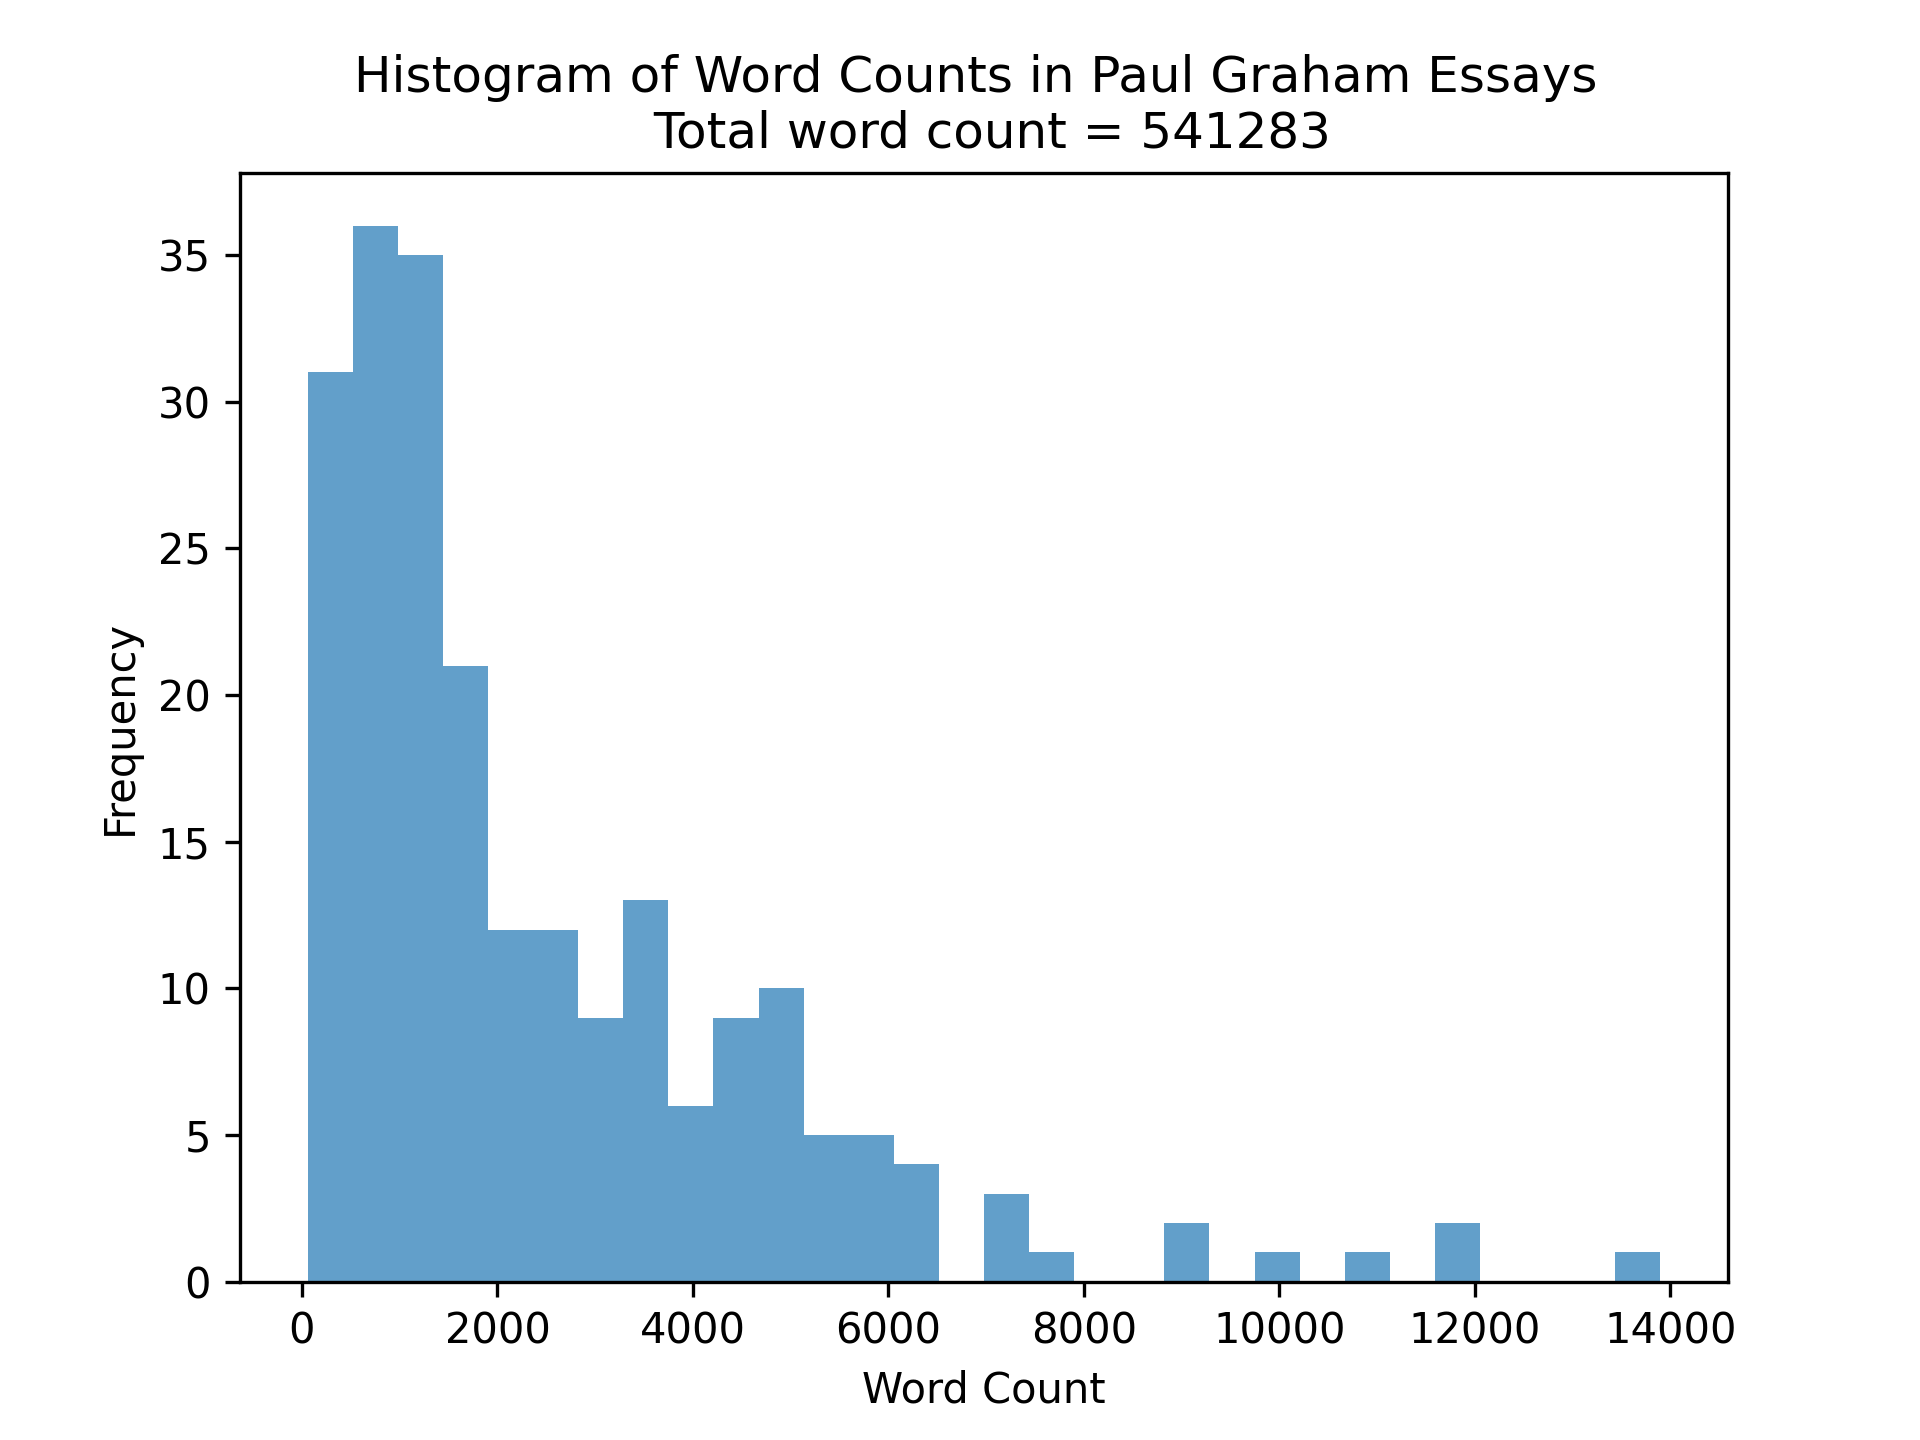 Histogram of Word Counts in Paul Graham Essays
Total word count = 541283
35
30
25
20
15
10
5
0
Frequency
0 2000 4000 6000 8000 10000 12000 14000
Word Count